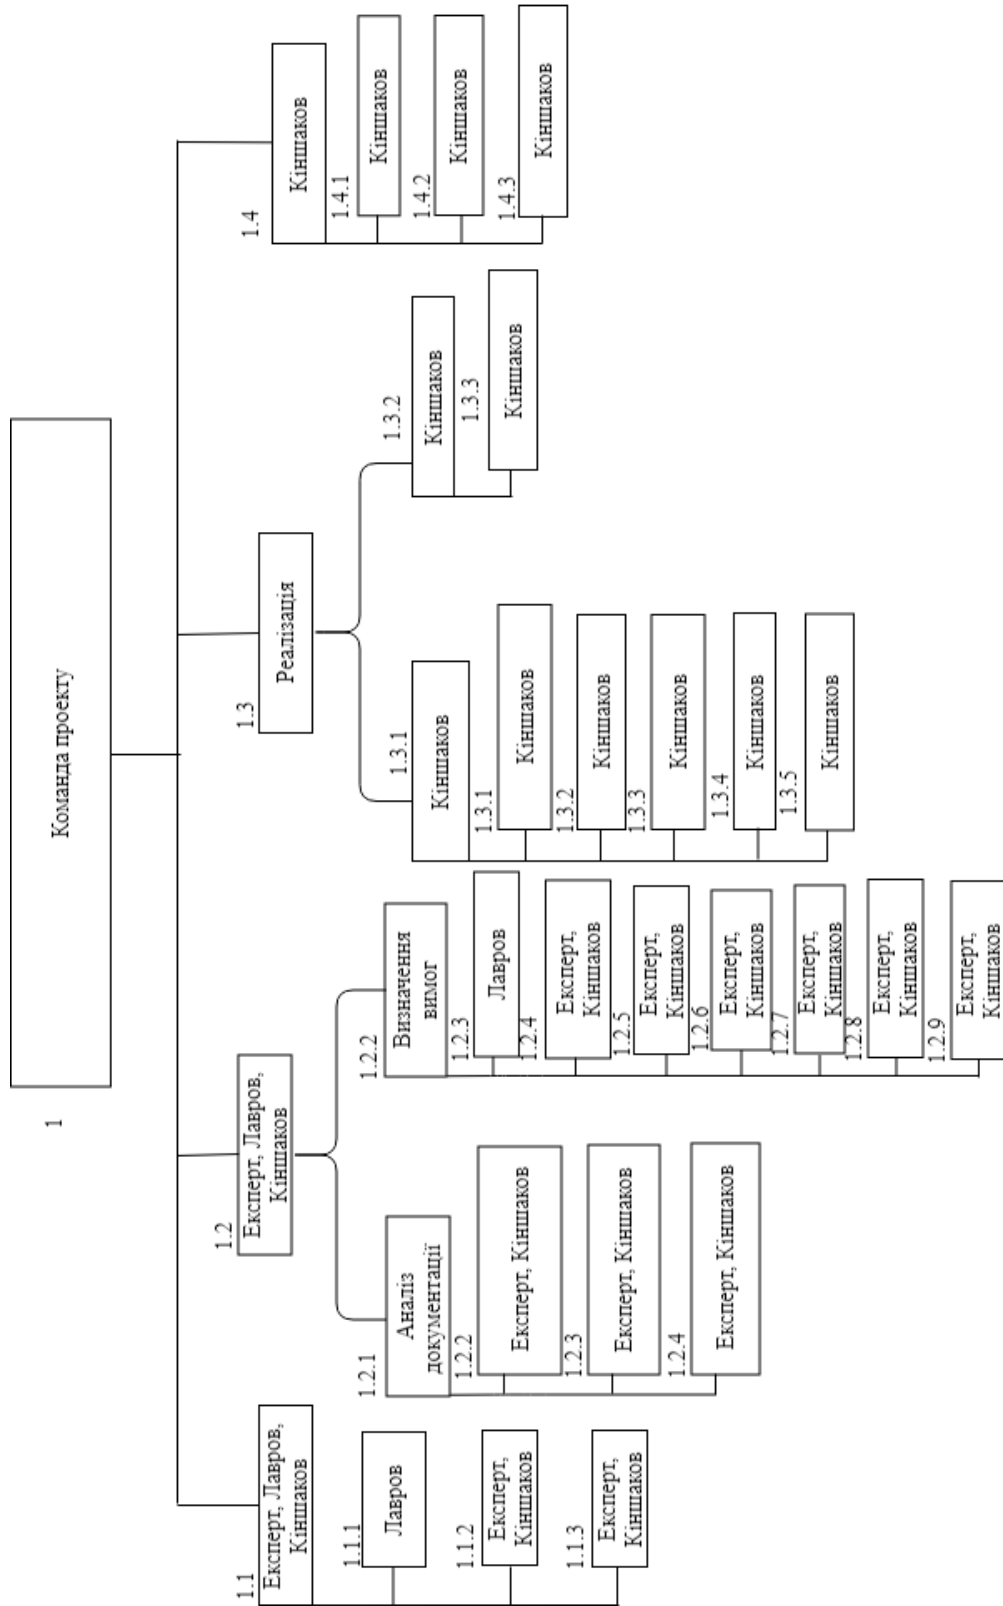 1
Команда проекту
1.1
Експерт, Лавров,
Кіншаков
1.1.1
Лавров
1.1.2
Експерт,
Кіншаков
1.1.3
Експерт,
Кіншаков
1.2
Експерт, Лавров,
Кіншаков
1.2.1
Аналіз
документації
1.2.2
Експерт, Кіншаков
1.2.3
Експерт, Кіншаков
1.2.4
Експерт, Кіншаков
1.2.2
Визначення
вимог
1.2.3
Лавров
1.2.4
Експерт,
Кіншаков
1.2.5
Експерт,
Кіншаков
1.2.6
Експерт,
Кіншаков
1.2.7
Експерт,
Кіншаков
1.2.8
Експерт,
Кіншаков
1.2.9
Експерт,
Кіншаков
1.3
Реалізація
1.3.1
Кіншаков
1.3.1
Кіншаков
1.3.2
Кіншаков
1.3.3
Кіншаков
1.3.4
Кіншаков
1.3.5
Кіншаков
1.3.2
Кіншаков
1.3.3
Кіншаков
1.4
Кіншаков
1.4.1
Кіншаков
1.4.2
Кіншаков
1.4.3
Кіншаков